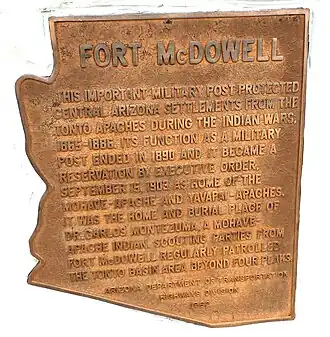 FORT McDOWELL
THIS IMPORTENT MILITARY POST PROTECTED
CENTRAL ARIZONA SETTLEMENTS FROM THE
TONTO APACHES DURING THE INDIAN WARS,
1865-1886. ITS FUNCTION AS A MILITARY
POST ENDED IN 1890 AND IT BECAME A
RESERVATION BY EXECUTIVE ORDER,
SEPTEMBER 15, 1903 AS HOME OF THE
MOHAVE-APACHE AND YAVAPAI-APACHES.
IT WAS THE HOME AND BURIAL PLACE OF
DR. CARLOS MONTEZUMA, A MOHAVE-
APACHE INDIAN. SCOUTING PARTIES FROM
FORT McDOWELL REGULARLY PATROLLED
THE TONTO BASIN AREA BEYOND FOUR PEAKS.
ARIZONA DEPARTMENT OF TRANSPORTATION
HIGHWAYS DIVISION